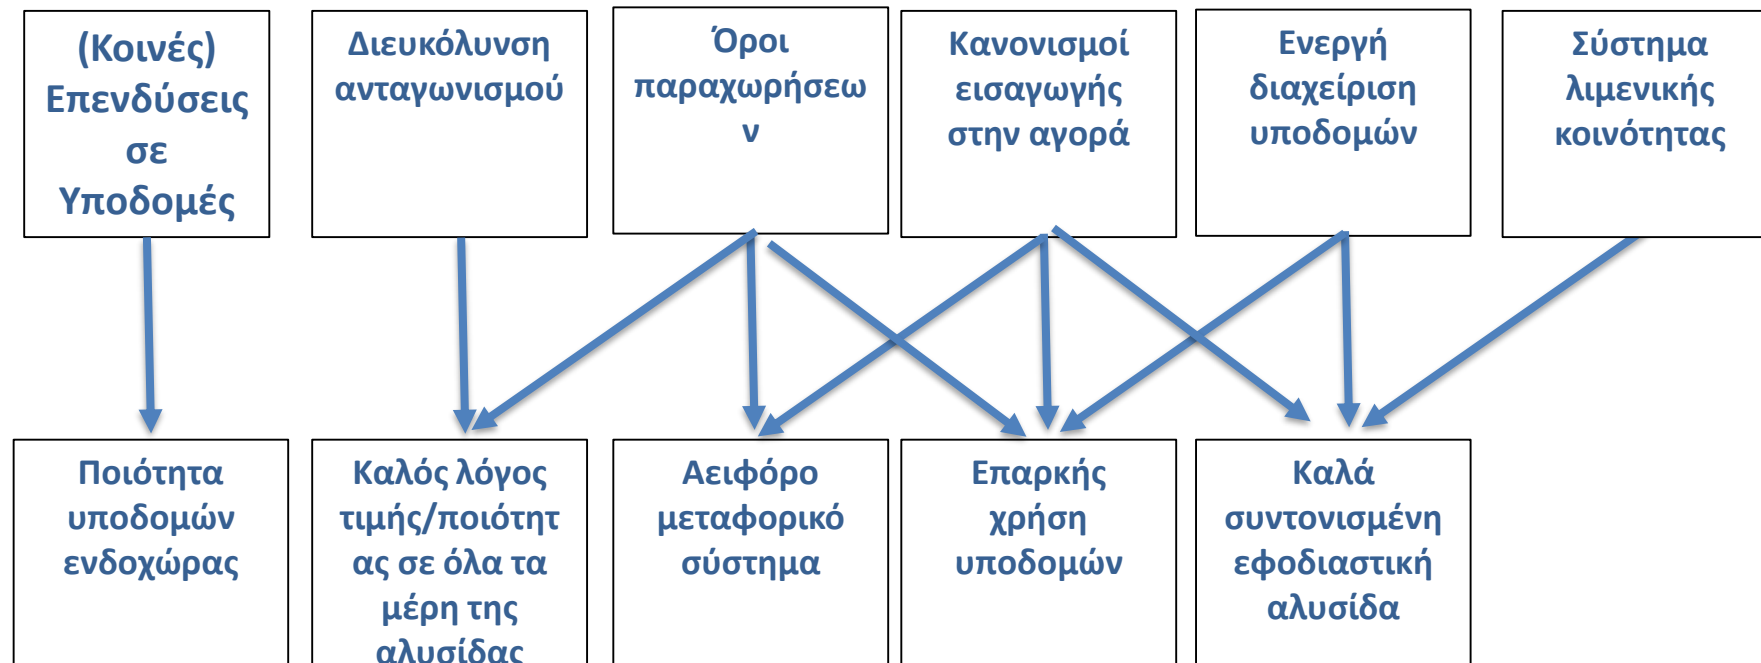 (Κοινές)
Επενδύσεις
σε
Υποδομές
Διευκόλυνση
ανταγωνισμού
Όροι
παραχωρήσεω
ν
Κανονισμοί
εισαγωγής
στην αγορά
Ενεργή
διαχείριση
υποδομών
Σύστημα
λιμενικής
κοινότητας
Ποιότητα
υποδομών
ενδοχώρας
Καλός λόγος
τιμής/ποιότητ
ας σε όλα τα
μέρη της
αλυσίδας
Αειφόρο
μεταφορικό
σύστημα
Επαρκής
χρήση
υποδομών
Καλά
συντονισμένη
εφοδιαστική
αλυσίδα